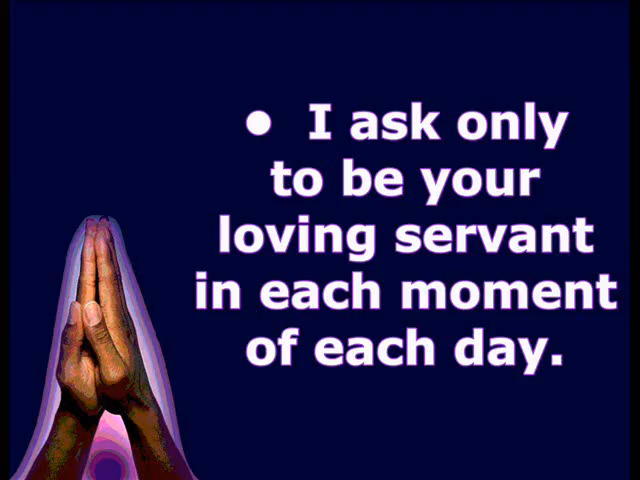 • I ask only
to be your
loving servant
in each moment
of each day.